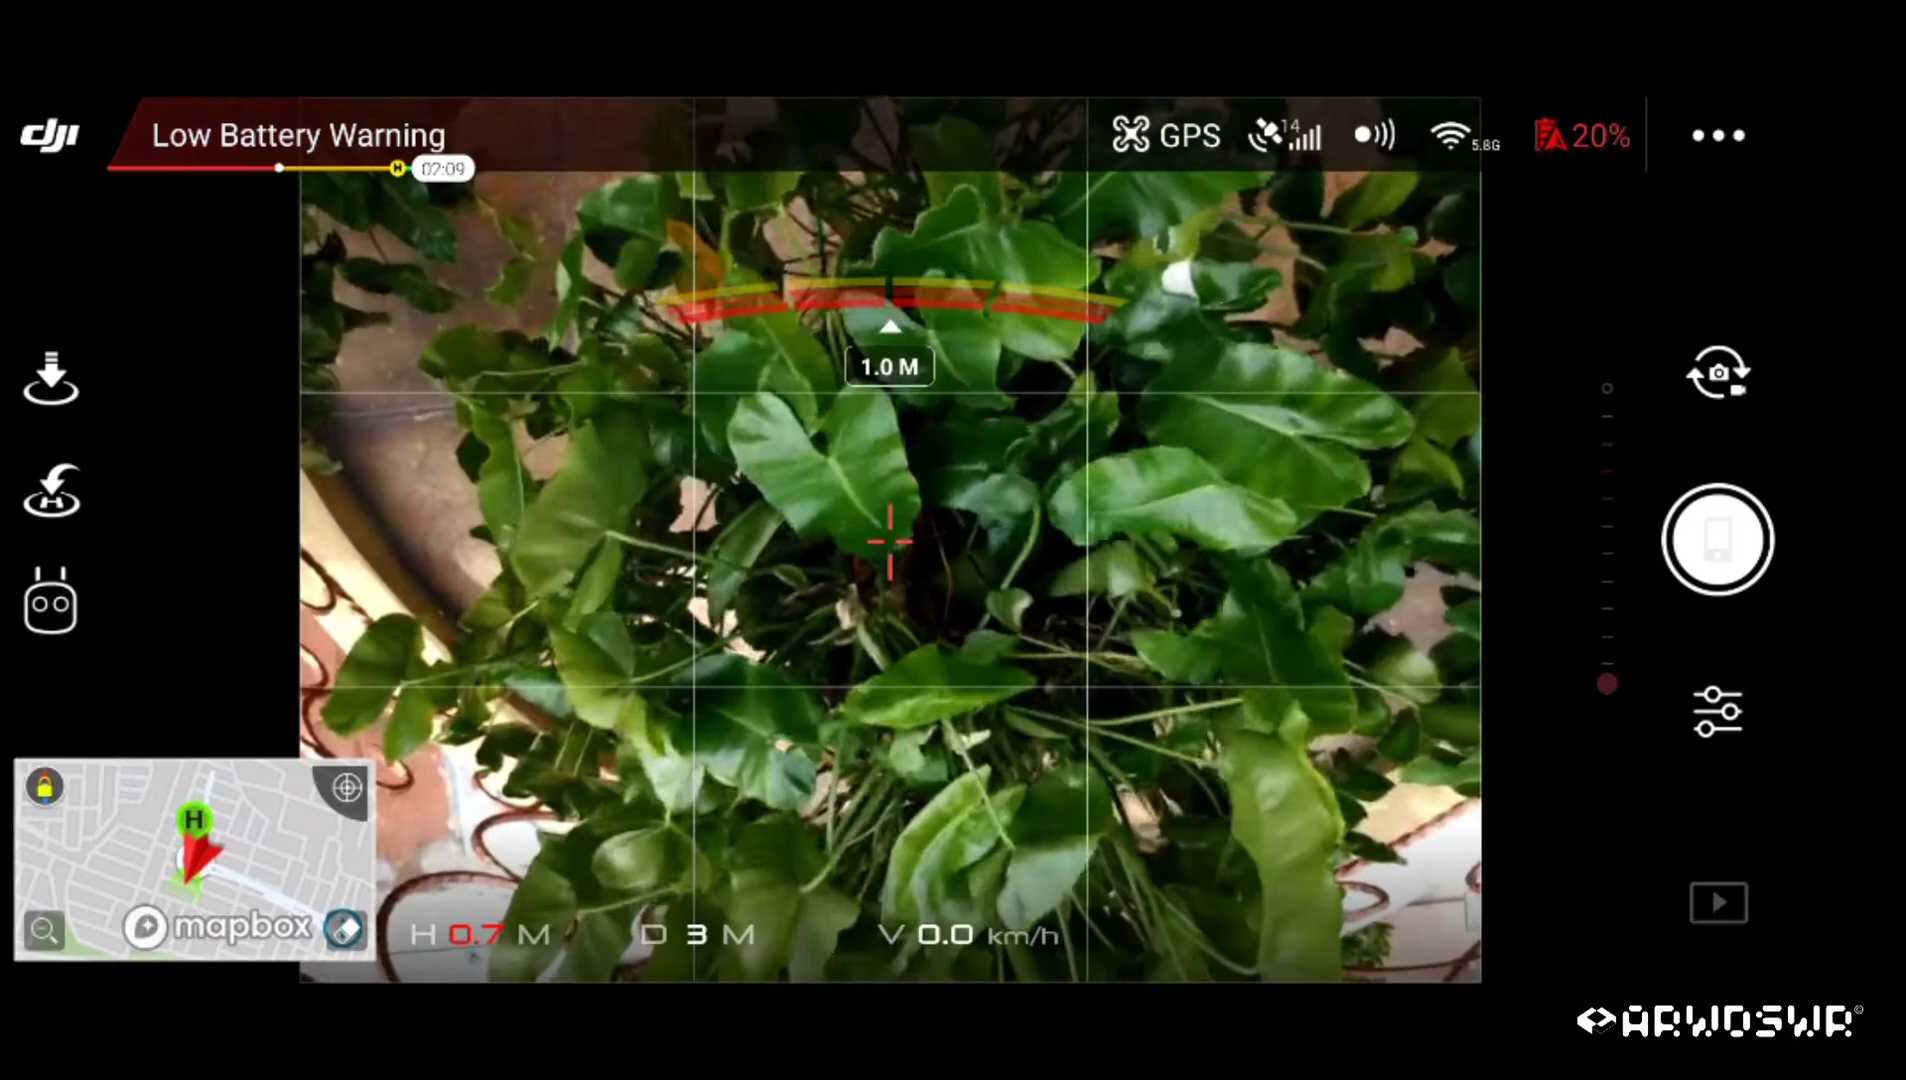 dji
Low Battery Warning
H
02:09
GPS
14
5.8G
20%
1.0 M
H
mapbox
H 0.7 M
D 3 M
V 0.0 km/h
ARWOSWR©